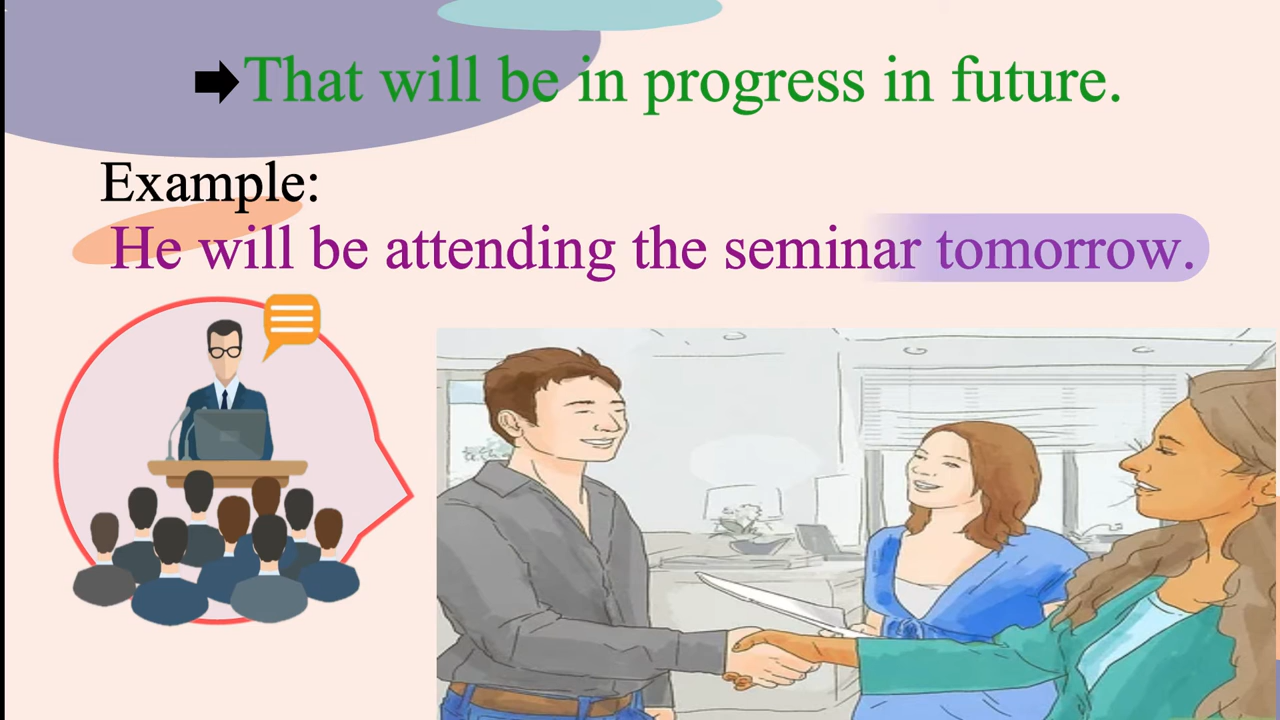 That will be in progress in future.
Example:
He will be attending the seminar tomorrow.